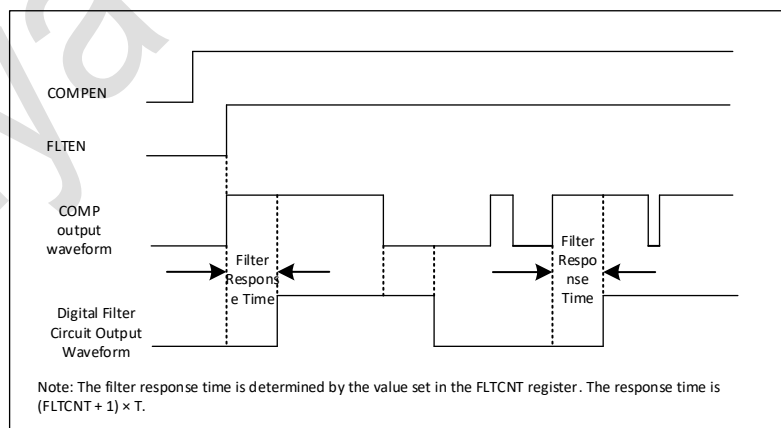 COMPEN
FLTEN
COMP
output
waveform
Filter
Respons
e Time
Filter
Respo
nse
Time
Digital Filter
Circuit Output
Waveform
Note: The filter response time is determined by the value set in the FLTCNT register. The response time is
(FLTCNT + 1) × T.